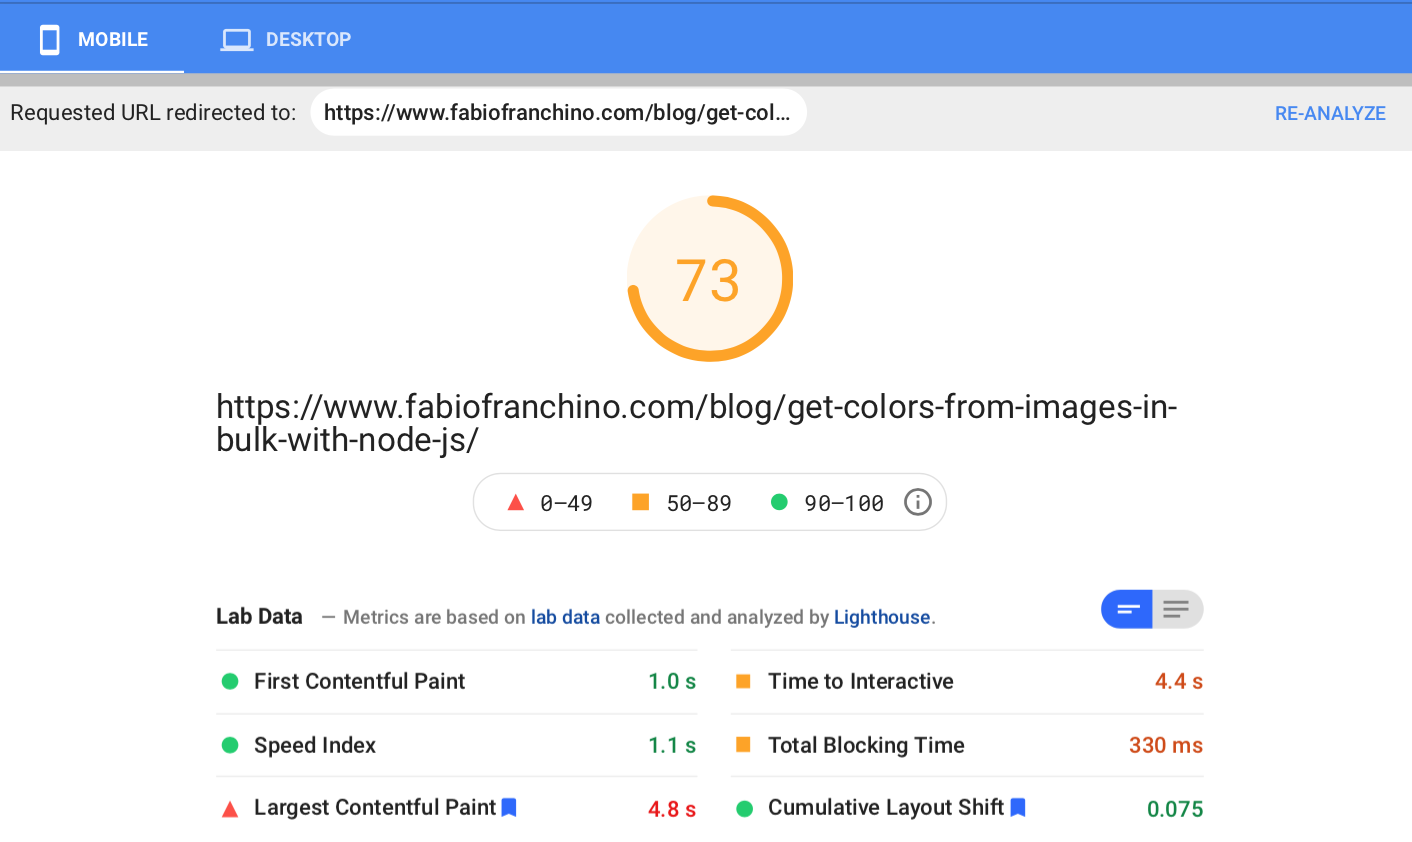 MOBILE DESKTOP
Requested URL redirected to: https://www.fabiofranchino.com/blog/get-col... RE-ANALYZE
73
https://www.fabiofranchino.com/blog/get-colors-from-images-in-
bulk-with-node-js/
0–49 50–89 90–100
Lab Data — Metrics are based on lab data collected and analyzed by Lighthouse.
First Contentful Paint 1.0 s Time to Interactive 4.4 s
Speed Index 1.1 s Total Blocking Time 330 ms
Largest Contentful Paint 4.8 s Cumulative Layout Shift 0.075